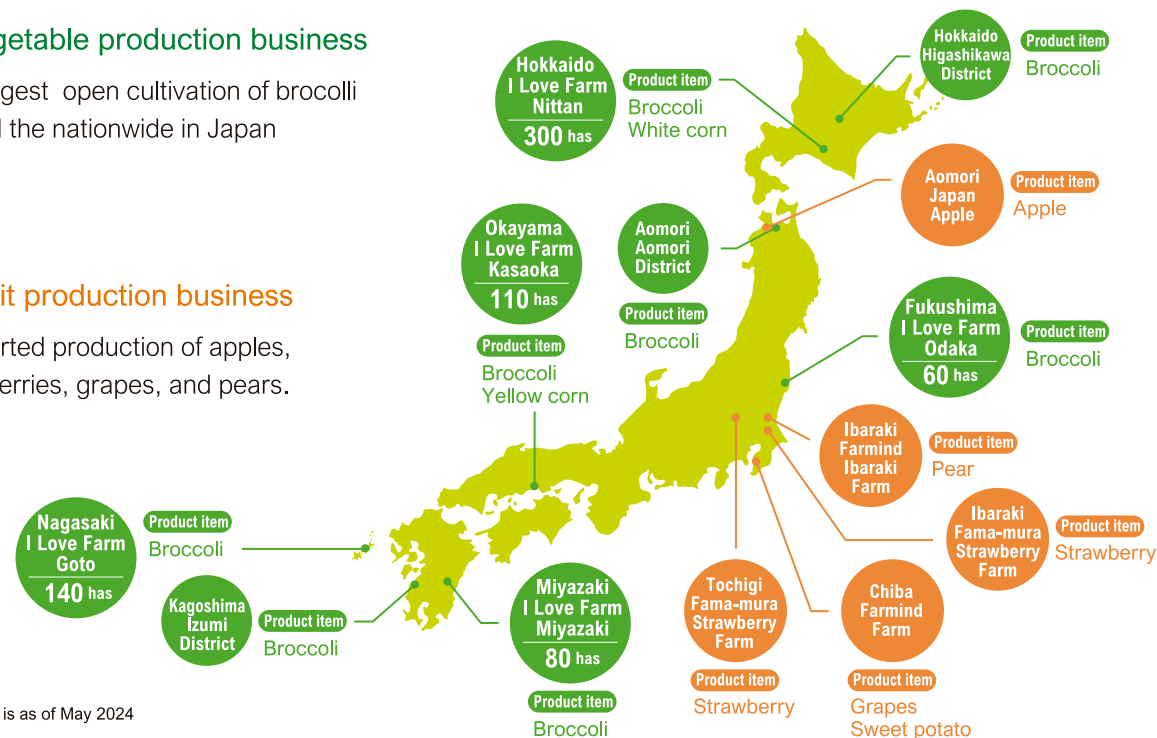 getable production business
gest open cultivation of brocolli
the nationwide in Japan
it production business
rted production of apples,
erries, grapes, and pears.
Hokkaido
I Love Farm
Nittan
300 has
Product item
Broccoli
White corn
Hokkaido
Higashikawa
District
Product item
Broccoli
Aomori
Japan
Apple
Product item
Apple
Okayama
I Love Farm
Kasaoka
110 has
Product item
Broccoli
Yellow corn
Aomori
Aomori
District
Product item
Broccoli
Fukushima
I Love Farm
Odaka
60 has
Product item
Broccoli
Ibaraki
Farmind
Ibaraki
Farm
Product item
Pear
Ibaraki
Fama-mura
Strawberry
Farm
Product item
Strawberry
Nagasaki
I Love Farm
Goto
140 has
Product item
Broccoli
Kagoshima
Izumi
District
Product item
Broccoli
Miyazaki
I Love Farm
Miyazaki
80 has
Product item
Broccoli
Tochigi
Fama-mura
Strawberry
Farm
Product item
Strawberry
Chiba
Farmind
Farm
Product item
Grapes
Sweet potato
is as of May 2024